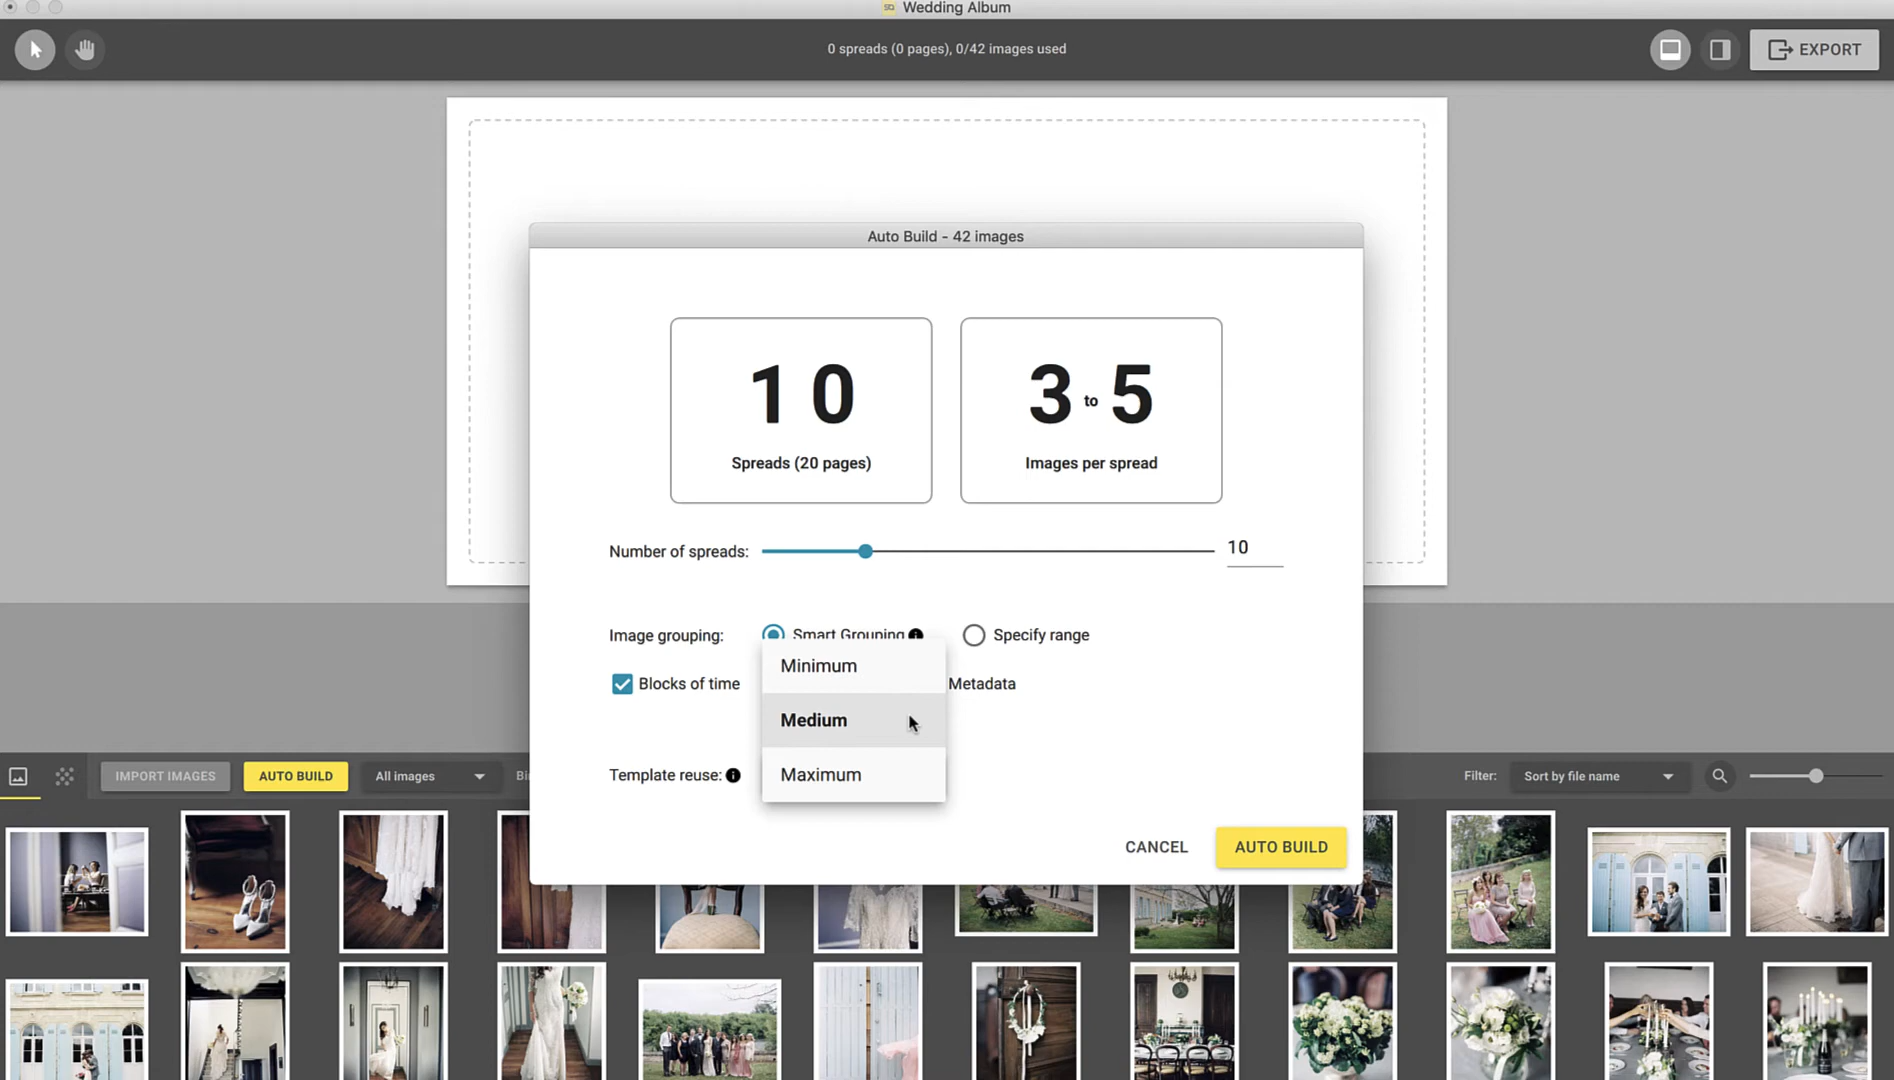 Wedding Album
0 spreads (0 pages), 0/42 images used
EXPORT
Auto Build - 42 images
10
Spreads (20 pages)
3 to 5
Images per spread
Number of spreads: 10
Image grouping: Smart Grouping Specify range
Minimum
Blocks of time Metadata
Medium
Template reuse: Maximum
CANCEL AUTO BUILD
IMPORT IMAGES AUTO BUILD All images Filter: Sort by file name